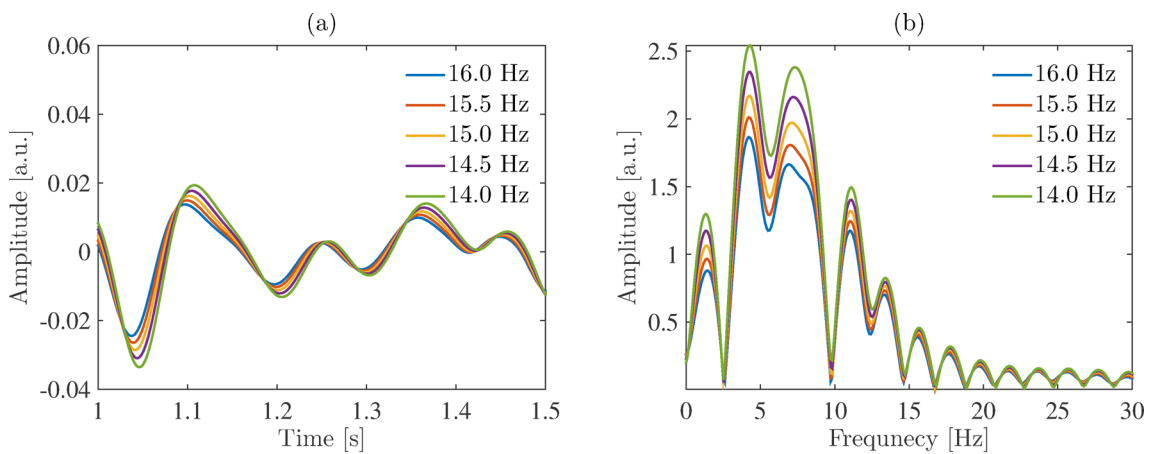 (a)
0.06
0.04
0.02
0
-0.02
-0.04
Amplitude [a.u.]
16.0 Hz
15.5 Hz
15.0 Hz
14.5 Hz
14.0 Hz
1
1.1
1.2
1.3
1.4
1.5
Time [s]
(b)
2.5
2
1.5
1
0.5
Amplitude [a.u.]
16.0 Hz
15.5 Hz
15.0 Hz
14.5 Hz
14.0 Hz
0
5
10
15
20
25
30
Frequnecy [Hz]